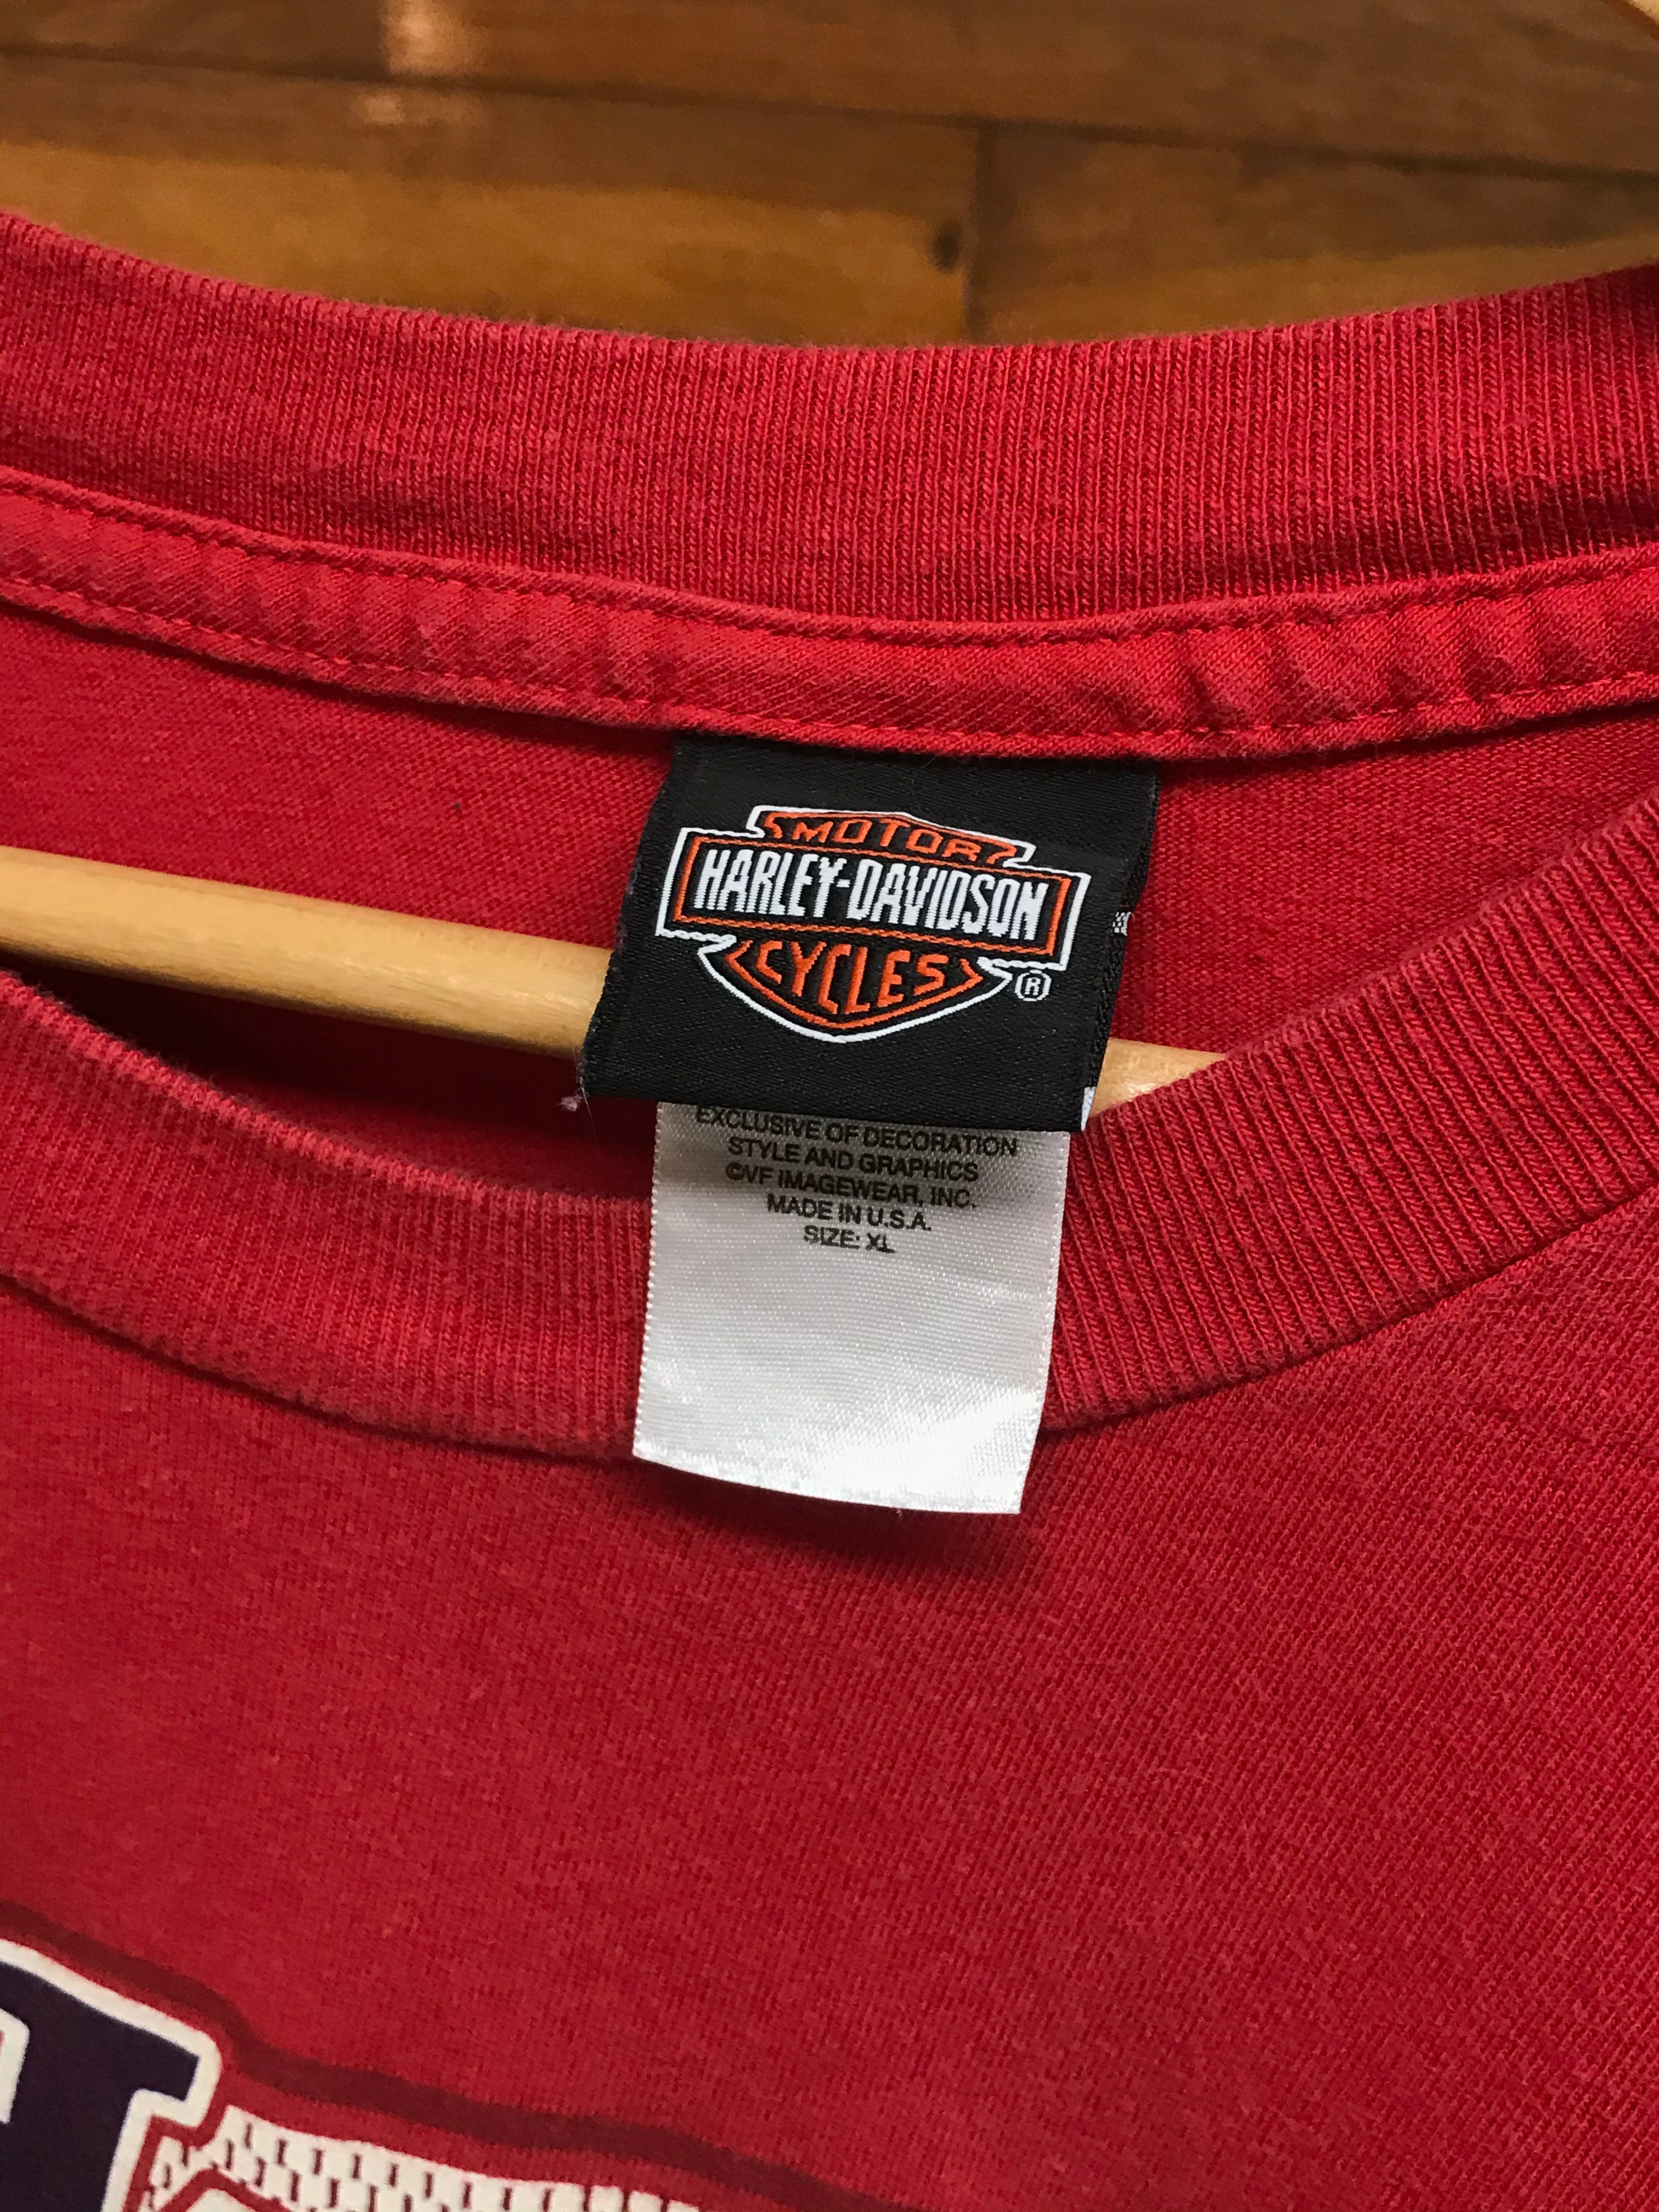 MOTOR
HARLEY-DAVIDSON
CYCLES
®
EXCLUSIVE OF DECORATION
STYLE AND GRAPHICS
©VF IMAGEWEAR, INC.
MADE IN U.S.A.
SIZE: XL